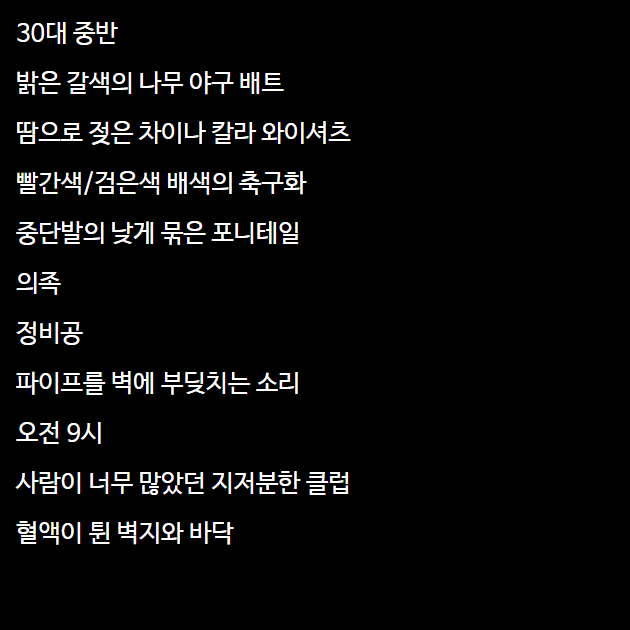 30대 중반
밝은 갈색의 나무 야구 배트
땀으로 젖은 차이나 칼라 와이셔츠
빨간색/검은색 배색의 축구화
중단발의 낮게 묶은 포니테일
의족
정비공
파이프를 벽에 부딪치는 소리
오전 9시
사람이 너무 많았던 지저분한 클럽
혈액이 튄 벽지와 바닥